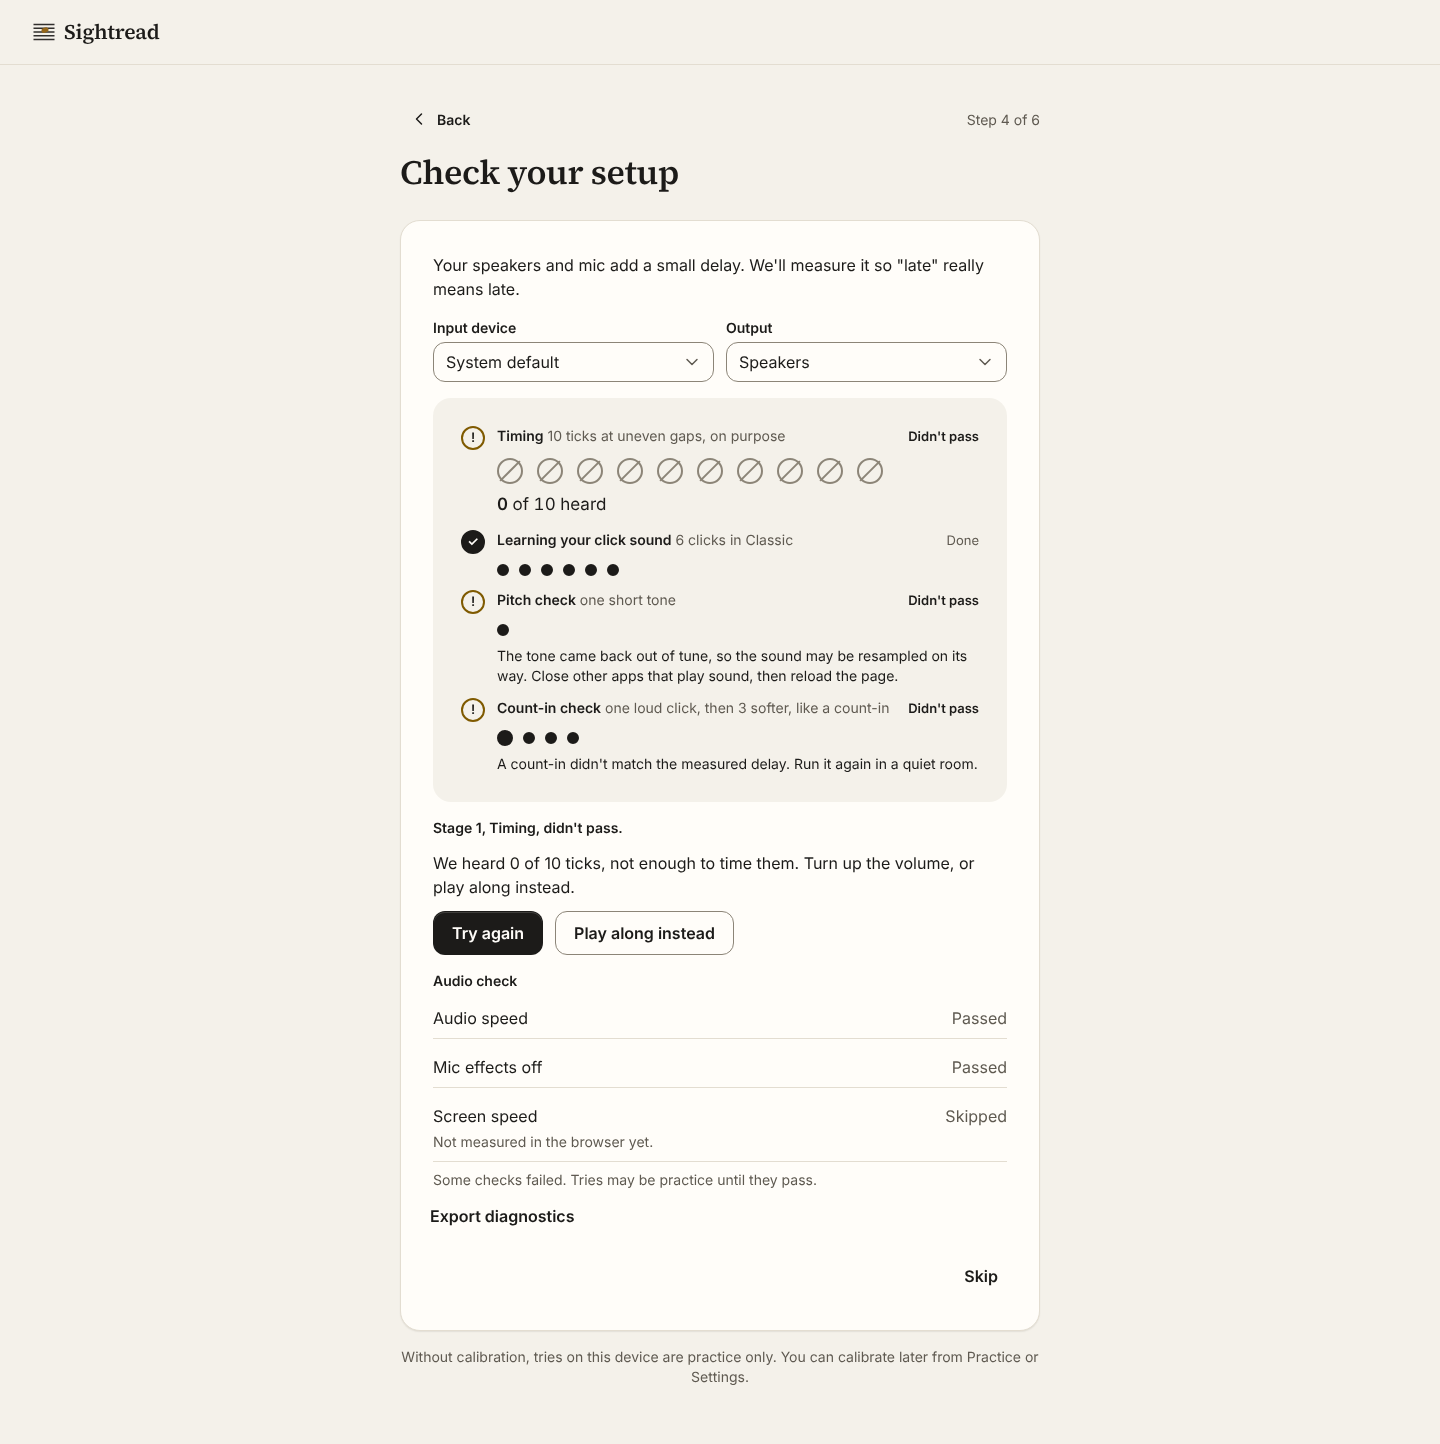 Sightread
Back
Step 4 of 6
Check your setup
Your speakers and mic add a small delay. We'll measure it so "late" really
means late.
Input device
Output
System default
Speakers
Timing 10 ticks at uneven gaps, on purpose
Didn't pass
0 of 10 heard
Learning your click sound 6 clicks in Classic
Done
Pitch check one short tone
Didn't pass
The tone came back out of tune, so the sound may be resampled on its
way. Close other apps that play sound, then reload the page.
Count-in check one loud click, then 3 softer, like a count-in
Didn't pass
A count-in didn't match the measured delay. Run it again in a quiet room.
Stage 1, Timing, didn't pass.
We heard 0 of 10 ticks, not enough to time them. Turn up the volume, or
play along instead.
Try again
Play along instead
Audio check
Audio speed
Passed
Mic effects off
Passed
Screen speed
Skipped
Not measured in the browser yet.
Some checks failed. Tries may be practice until they pass.
Export diagnostics
Skip
Without calibration, tries on this device are practice only. You can calibrate later from Practice or
Settings.